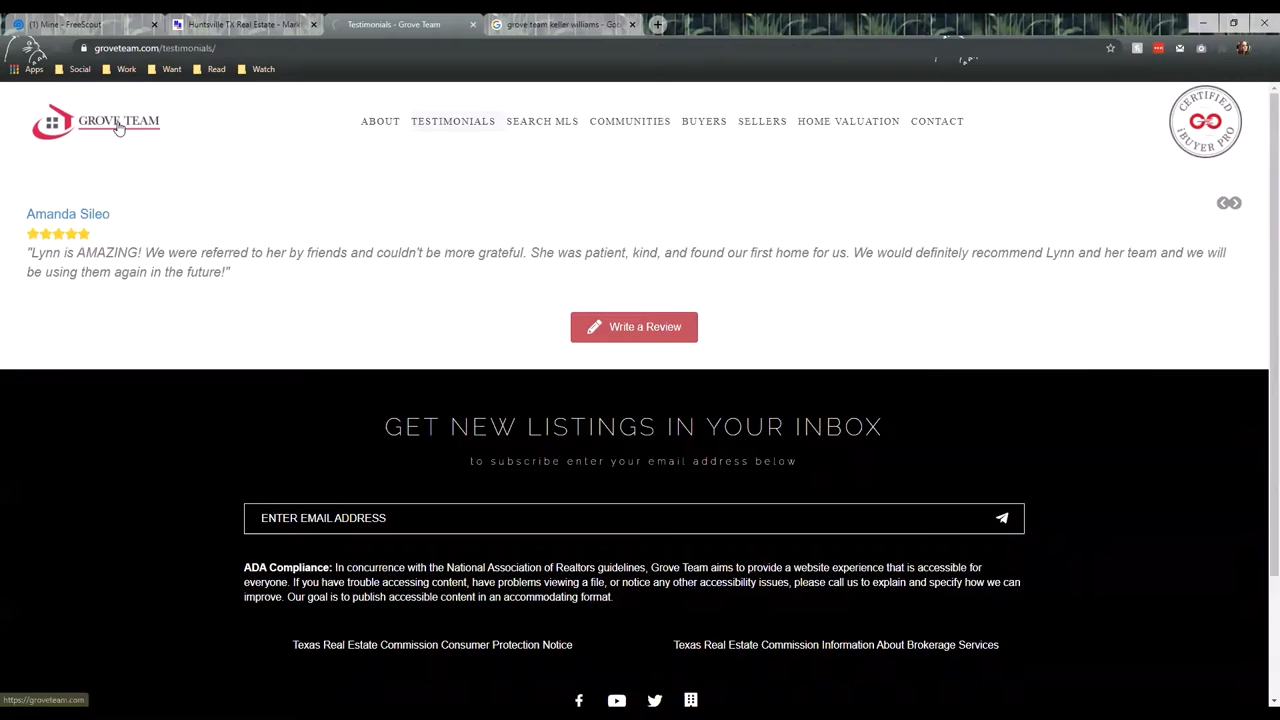 (1) Mine - FreeScout
Huntsville TX Real Estate - Mark
Testimonials - Grove Team
grove team keller williams - Goo
groveteam.com/testimonials/
Apps Social Work Want Read Watch
GROVE TEAM
ABOUT TESTIMONIALS SEARCH MLS COMMUNITIES BUYERS SELLERS HOME VALUATION CONTACT
CERTIFIED
iBUYER PRO
Amanda Sileo
"Lynn is AMAZING! We were referred to her by friends and couldn't be more grateful. She was patient, kind, and found our first home for us. We would definitely recommend Lynn and her team and we will
be using them again in the future!"
Write a Review
GET NEW LISTINGS IN YOUR INBOX
to subscribe enter your email address below
ENTER EMAIL ADDRESS
ADA Compliance: In concurrence with the National Association of Realtors guidelines, Grove Team aims to provide a website experience that is accessible for
everyone. If you have trouble accessing content, have problems viewing a file, or notice any other accessibility issues, please call us to explain and specify how we can
improve. Our goal is to publish accessible content in an accommodating format.
Texas Real Estate Commission Consumer Protection Notice
Texas Real Estate Commission Information About Brokerage Services
https://groveteam.com